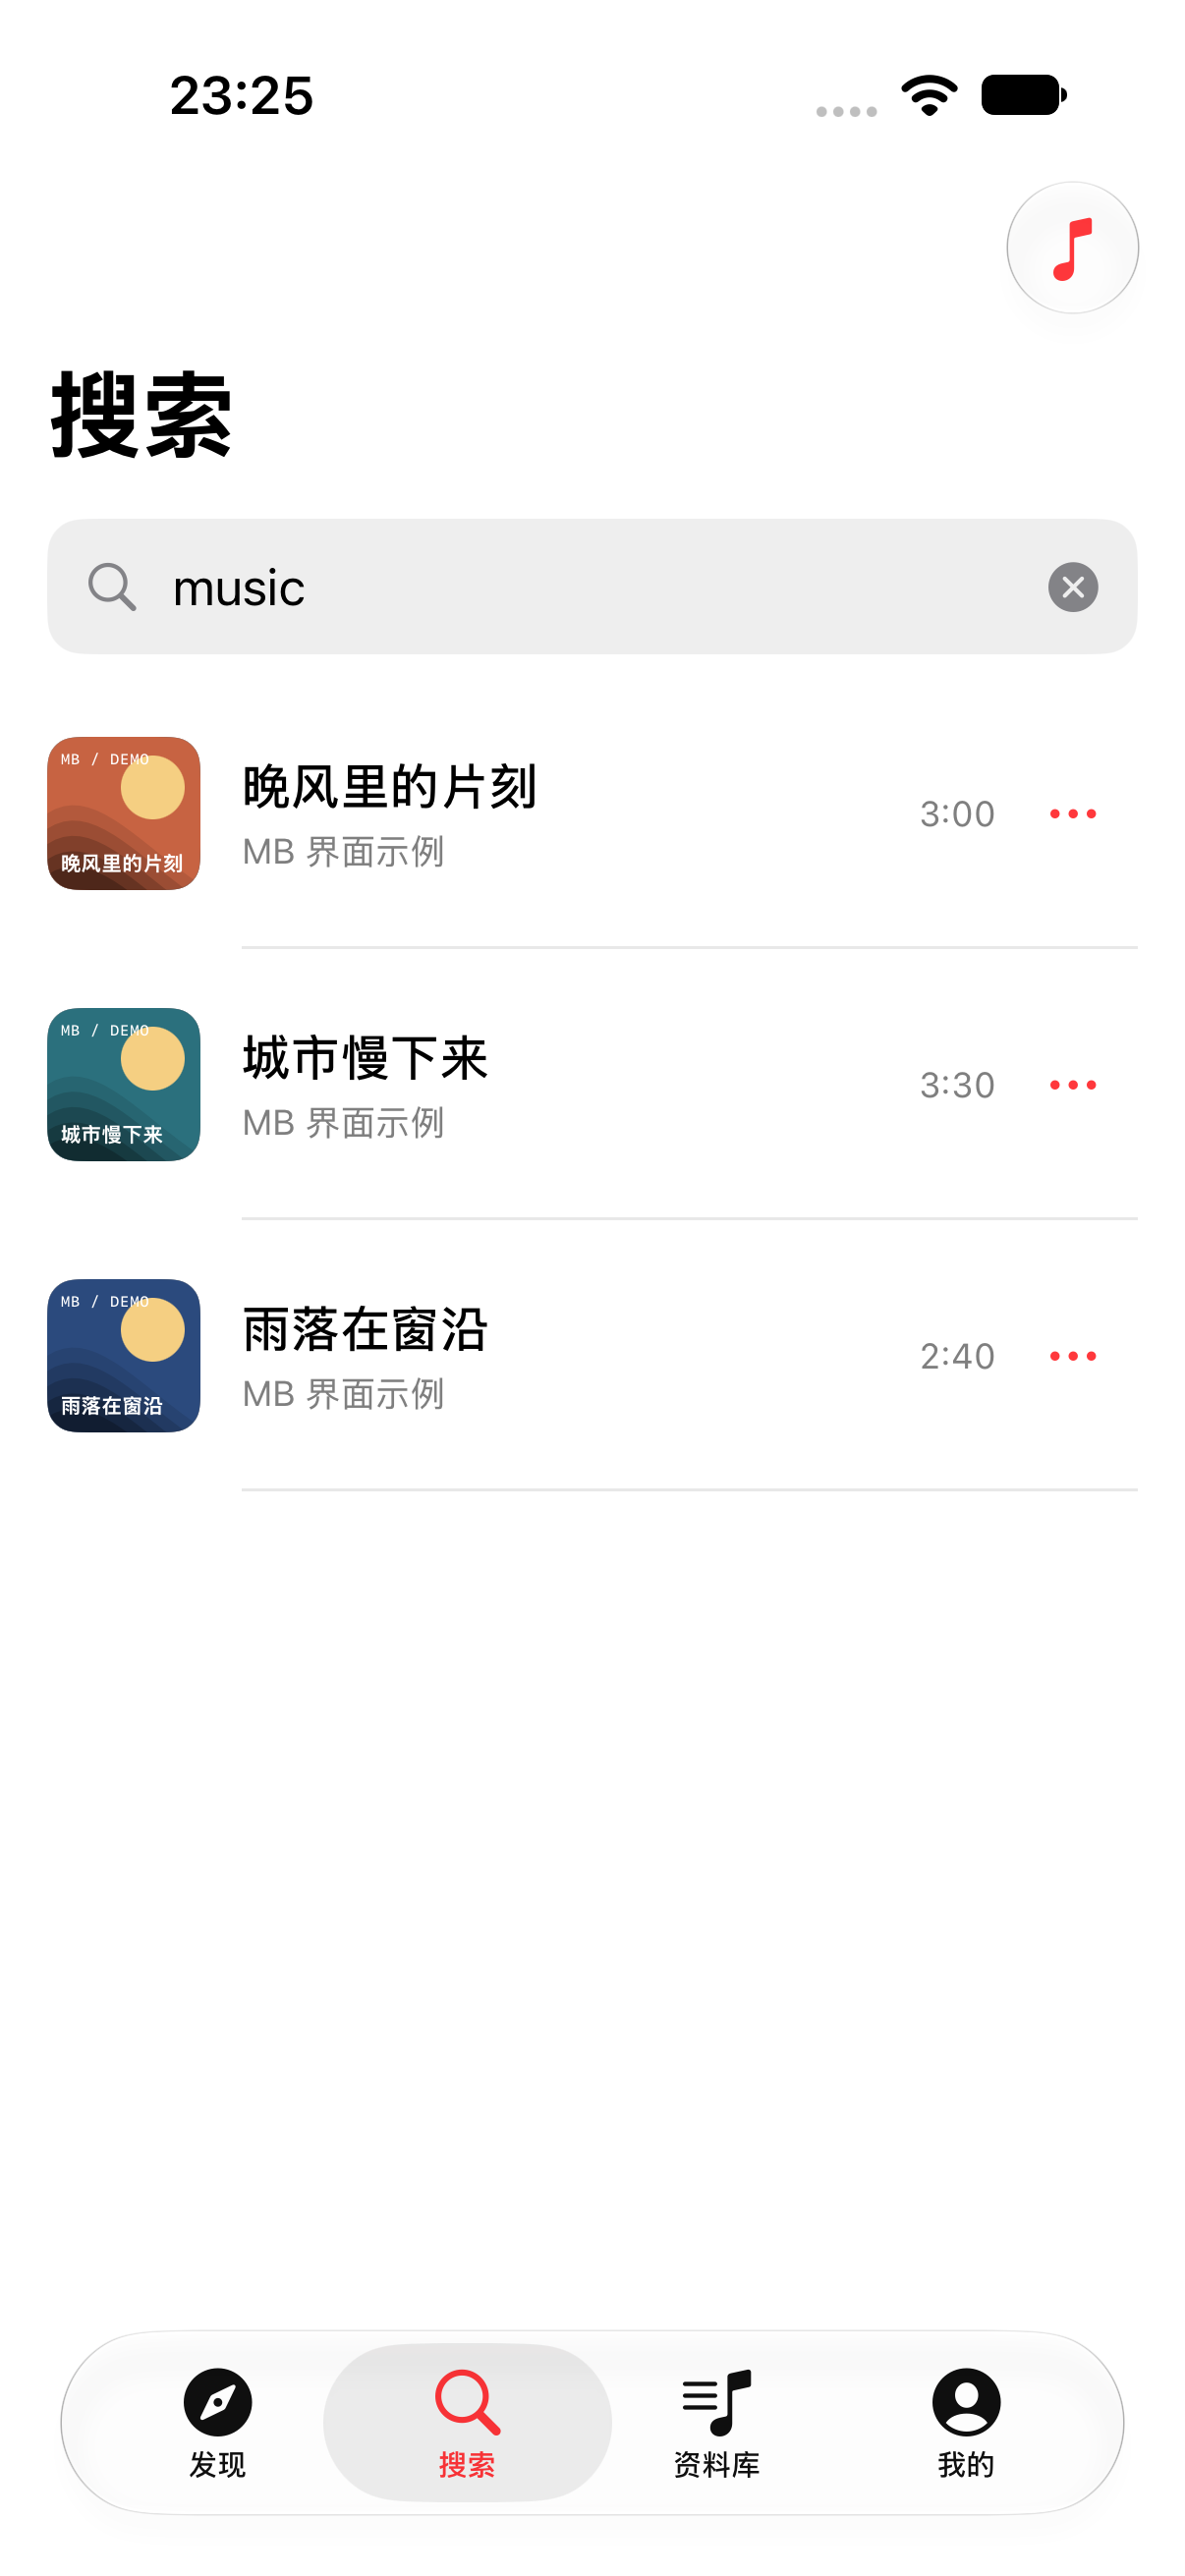 23:25
搜索
music
MB / DEMO
晚风里的片刻
晚风里的片刻
MB 界面示例
3:00
MB / DEMO
城市慢下来
城市慢下来
MB 界面示例
3:30
MB / DEMO
雨落在窗沿
雨落在窗沿
MB 界面示例
2:40
发现
搜索
资料库
我的